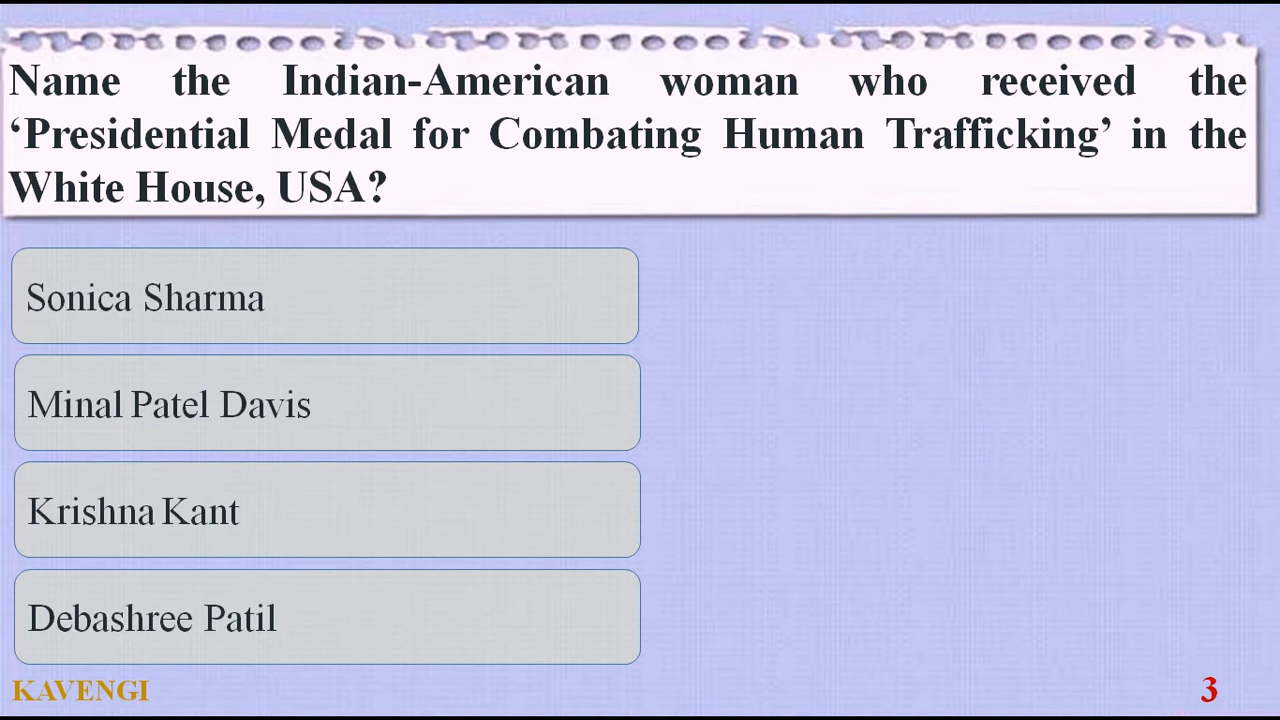 Name the Indian-American woman who received the
‘Presidential Medal for Combating Human Trafficking’ in the
White House, USA?
Sonica Sharma
Minal Patel Davis
Krishna Kant
Debashree Patil
KAVENGI
3